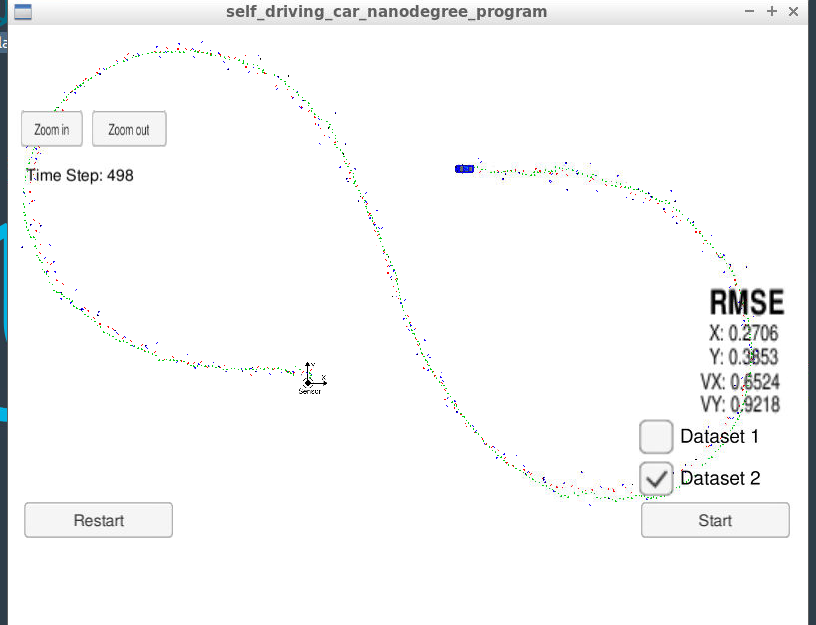 self_driving_car_nanodegree_program
Zoom in
Zoom out
Time Step: 498
RMSE
X: 0.2706
Y: 0.3853
VX: 0.6524
VY: 0.9218
X
Sensor
Dataset 1
Dataset 2
Restart
Start